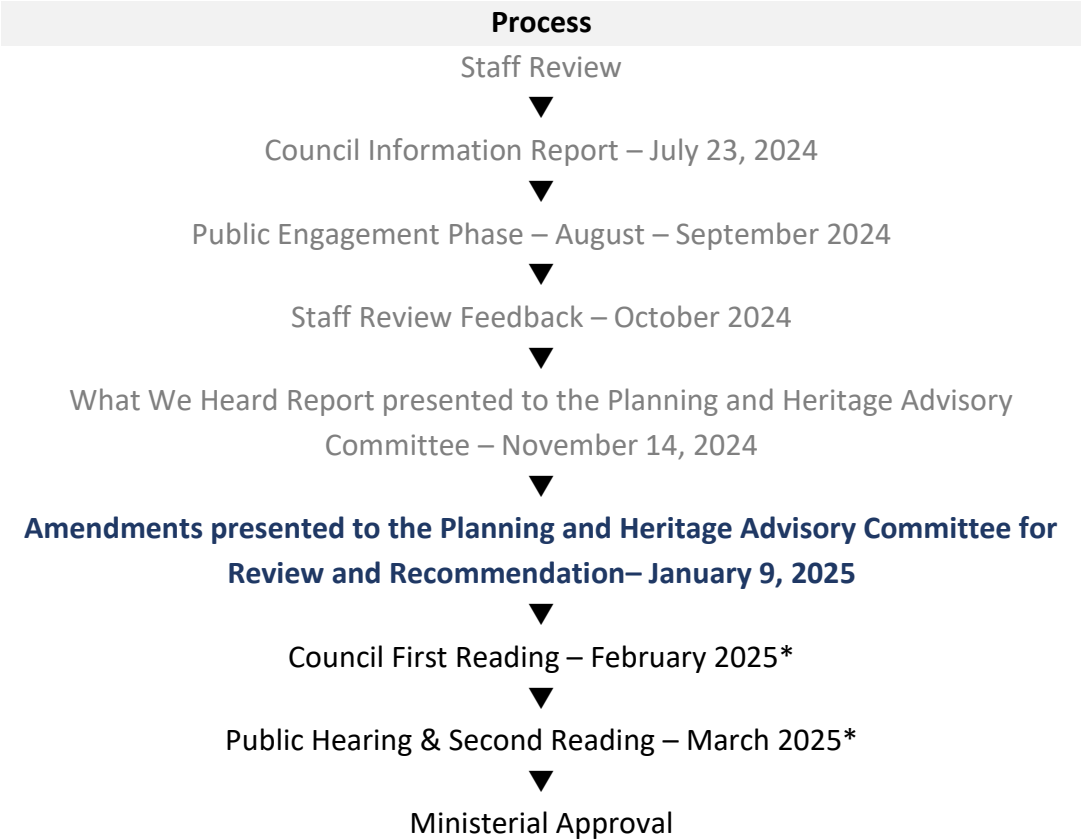 Process
Staff Review
▼
Council Information Report – July 23, 2024
▼
Public Engagement Phase – August – September 2024
▼
Staff Review Feedback – October 2024
▼
What We Heard Report presented to the Planning and Heritage Advisory
Committee – November 14, 2024
▼
Amendments presented to the Planning and Heritage Advisory Committee for
Review and Recommendation– January 9, 2025
▼
Council First Reading – February 2025*
▼
Public Hearing & Second Reading – March 2025*
▼
Ministerial Approval